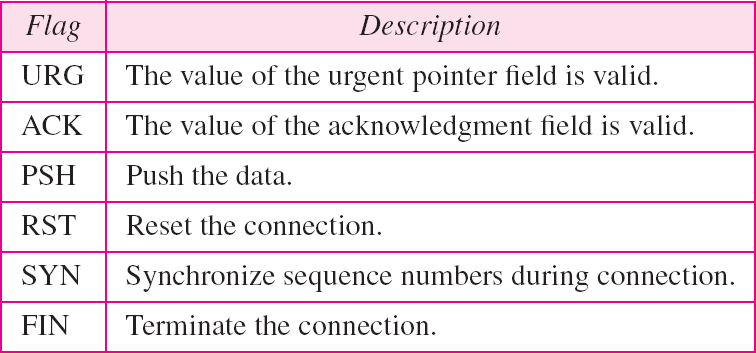 Flag Description
URG The value of the urgent pointer field is valid.
ACK The value of the acknowledgment field is valid.
PSH Push the data.
RST Reset the connection.
SYN Synchronize sequence numbers during connection.
FIN Terminate the connection.